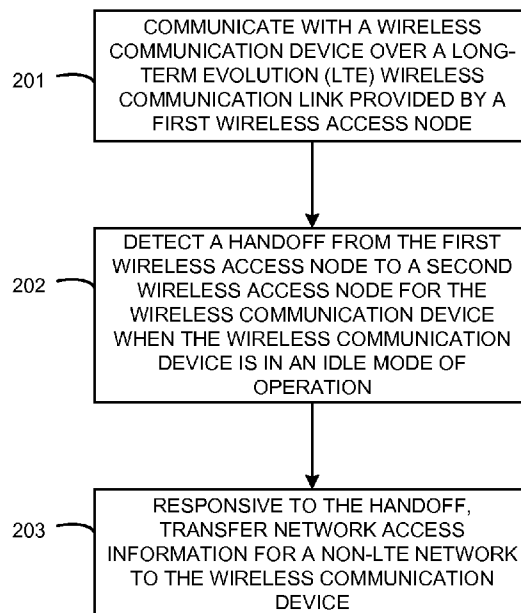 201
COMMUNICATE WITH A WIRELESS
COMMUNICATION DEVICE OVER A LONG-
TERM EVOLUTION (LTE) WIRELESS
COMMUNICATION LINK PROVIDED BY A
FIRST WIRELESS ACCESS NODE
202
DETECT A HANDOFF FROM THE FIRST
WIRELESS ACCESS NODE TO A SECOND
WIRELESS ACCESS NODE FOR THE
WIRELESS COMMUNICATION DEVICE
WHEN THE WIRELESS COMMUNICATION
DEVICE IS IN AN IDLE MODE OF
OPERATION
203
RESPONSIVE TO THE HANDOFF,
TRANSFER NETWORK ACCESS
INFORMATION FOR A NON-LTE NETWORK
TO THE WIRELESS COMMUNICATION
DEVICE